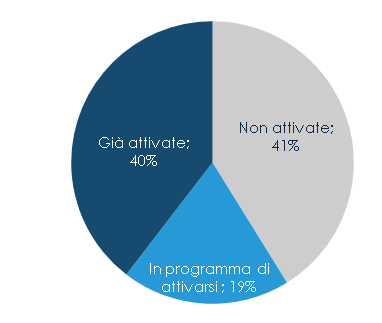 Non attivate;
41%
Già attivate;
40%
In programma di
attivarsi ; 19%